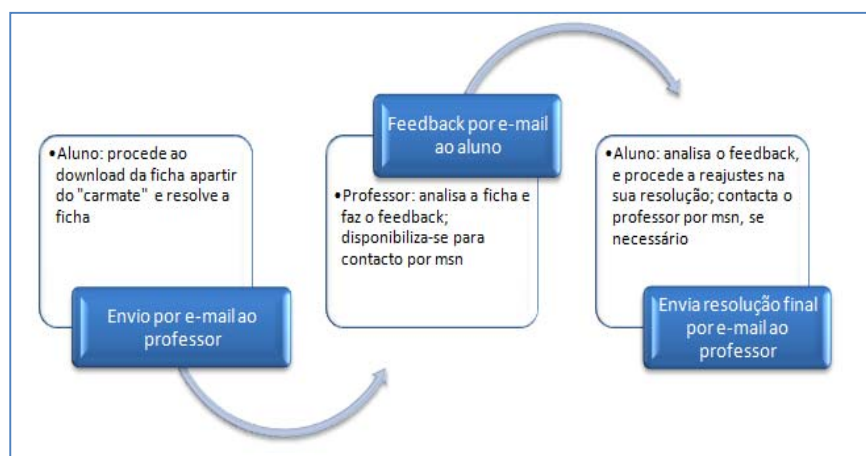 •Aluno: procede ao
download da ficha apartir
do "carmate" e resolve a
ficha
Envio por e-mail ao
professor
Feedback por e-mail
ao aluno
•Professor: analisa a ficha e
faz o feedback;
disponibiliza-se para
contacto por msn
•Aluno: analisa o feedback,
e procede a reajustes na
sua resolução; contacta o
professor por msn, se
necessário
Envia resolução final
por e-mail ao
professor